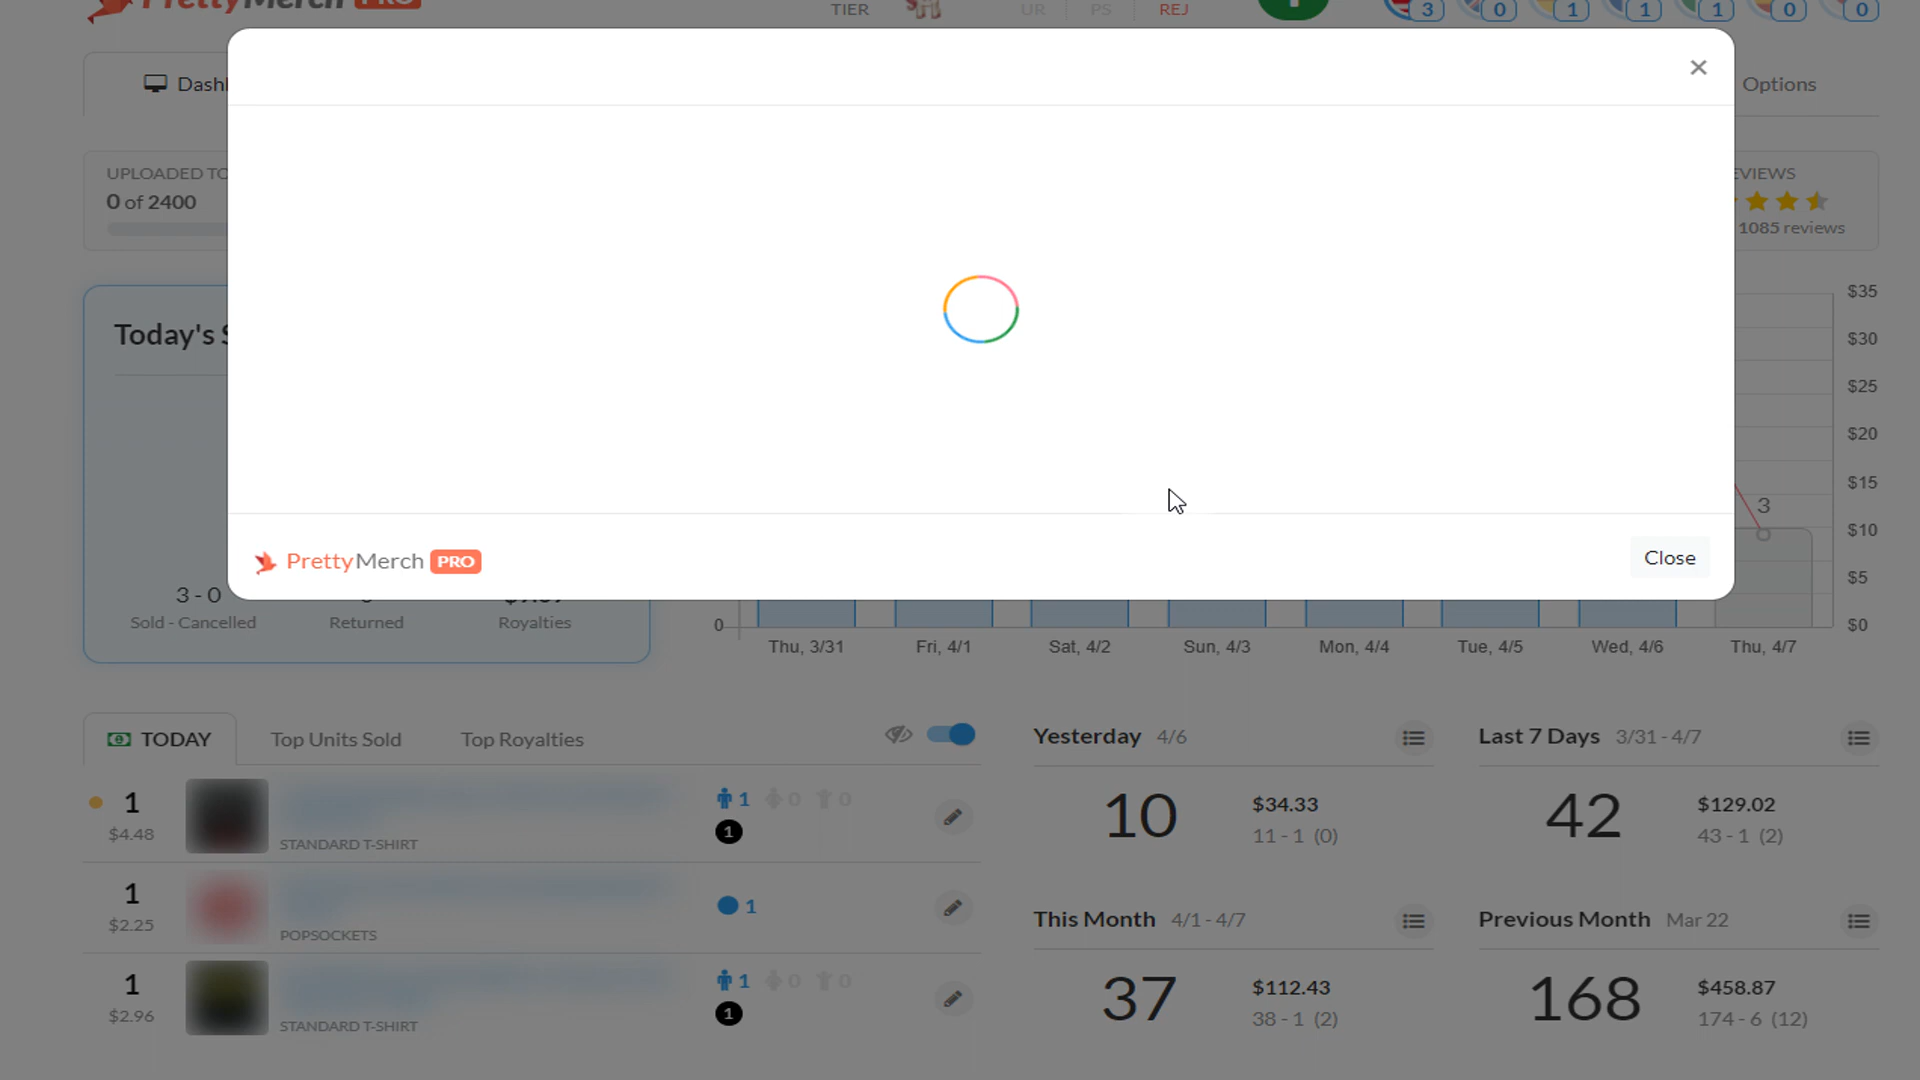 PrettyMerch PRO
TIER UR PS REJ 3 0 1 1 1 0 0
Options
UPLOADED
0 of 2400
1085 reviews
Today's
3 - 0
Sold - Cancelled Returned Royalties
$35
$30
$25
$20
$15
$10
$5
$0
3
0
Thu, 3/31 Fri, 4/1 Sat, 4/2 Sun, 4/3 Mon, 4/4 Tue, 4/5 Wed, 4/6 Thu, 4/7
PrettyMerch PRO
Close
TODAY Top Units Sold Top Royalties
1
$4.48
STANDARD T-SHIRT
1 0 0
1
1
$2.25
POPSOCKETS
1
1
$2.96
STANDARD T-SHIRT
1 0 0
1
Yesterday 4/6
10
$34.33
11 - 1 (0)
Last 7 Days 3/31 - 4/7
42
$129.02
43 - 1 (2)
This Month 4/1 - 4/7
37
$112.43
38 - 1 (2)
Previous Month Mar 22
168
$458.87
174 - 6 (12)